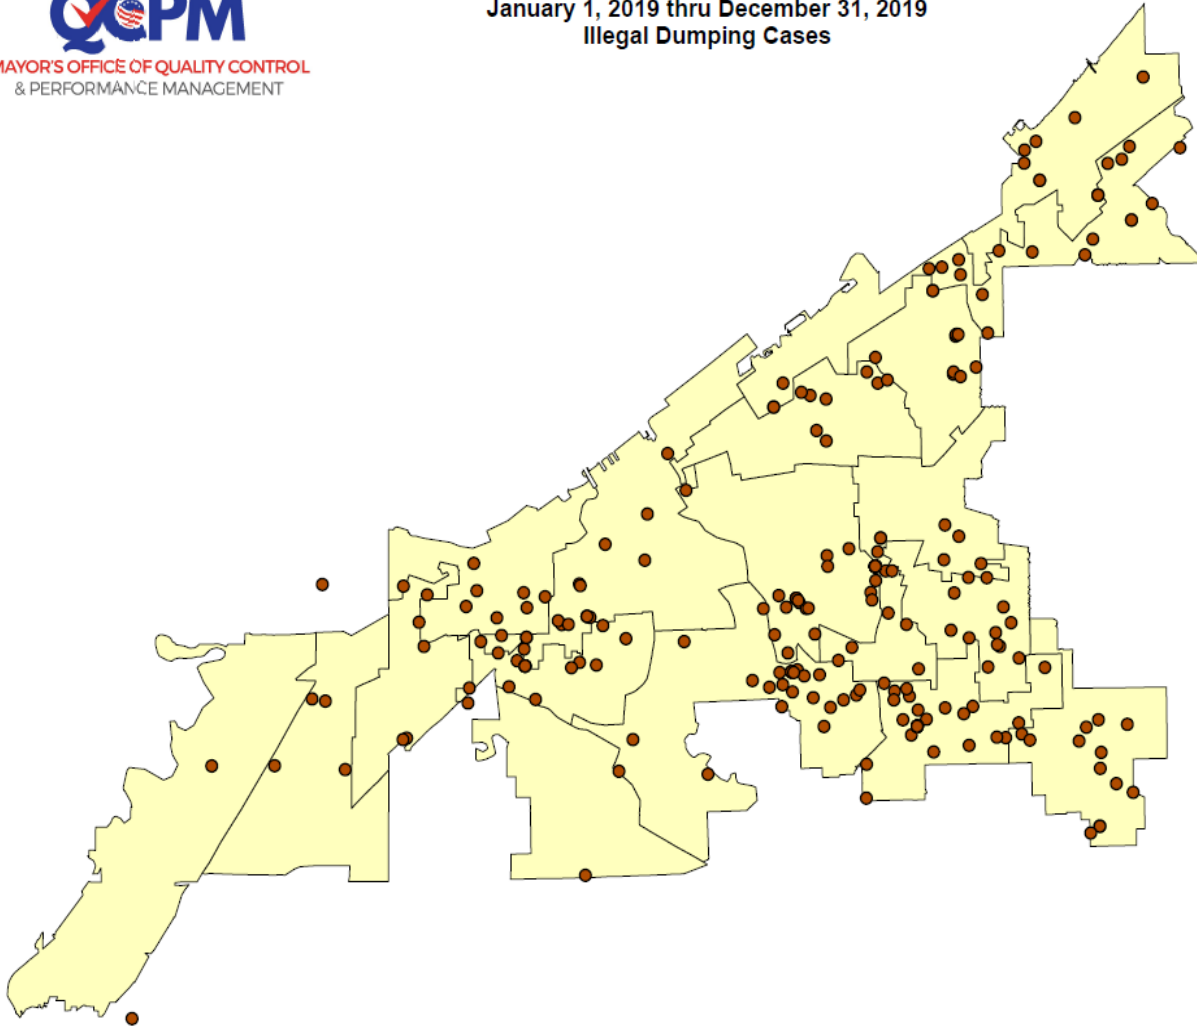 QCPM
MAYOR'S OFFICE OF QUALITY CONTROL
& PERFORMANCE MANAGEMENT
January 1, 2019 thru December 31, 2019
Illegal Dumping Cases